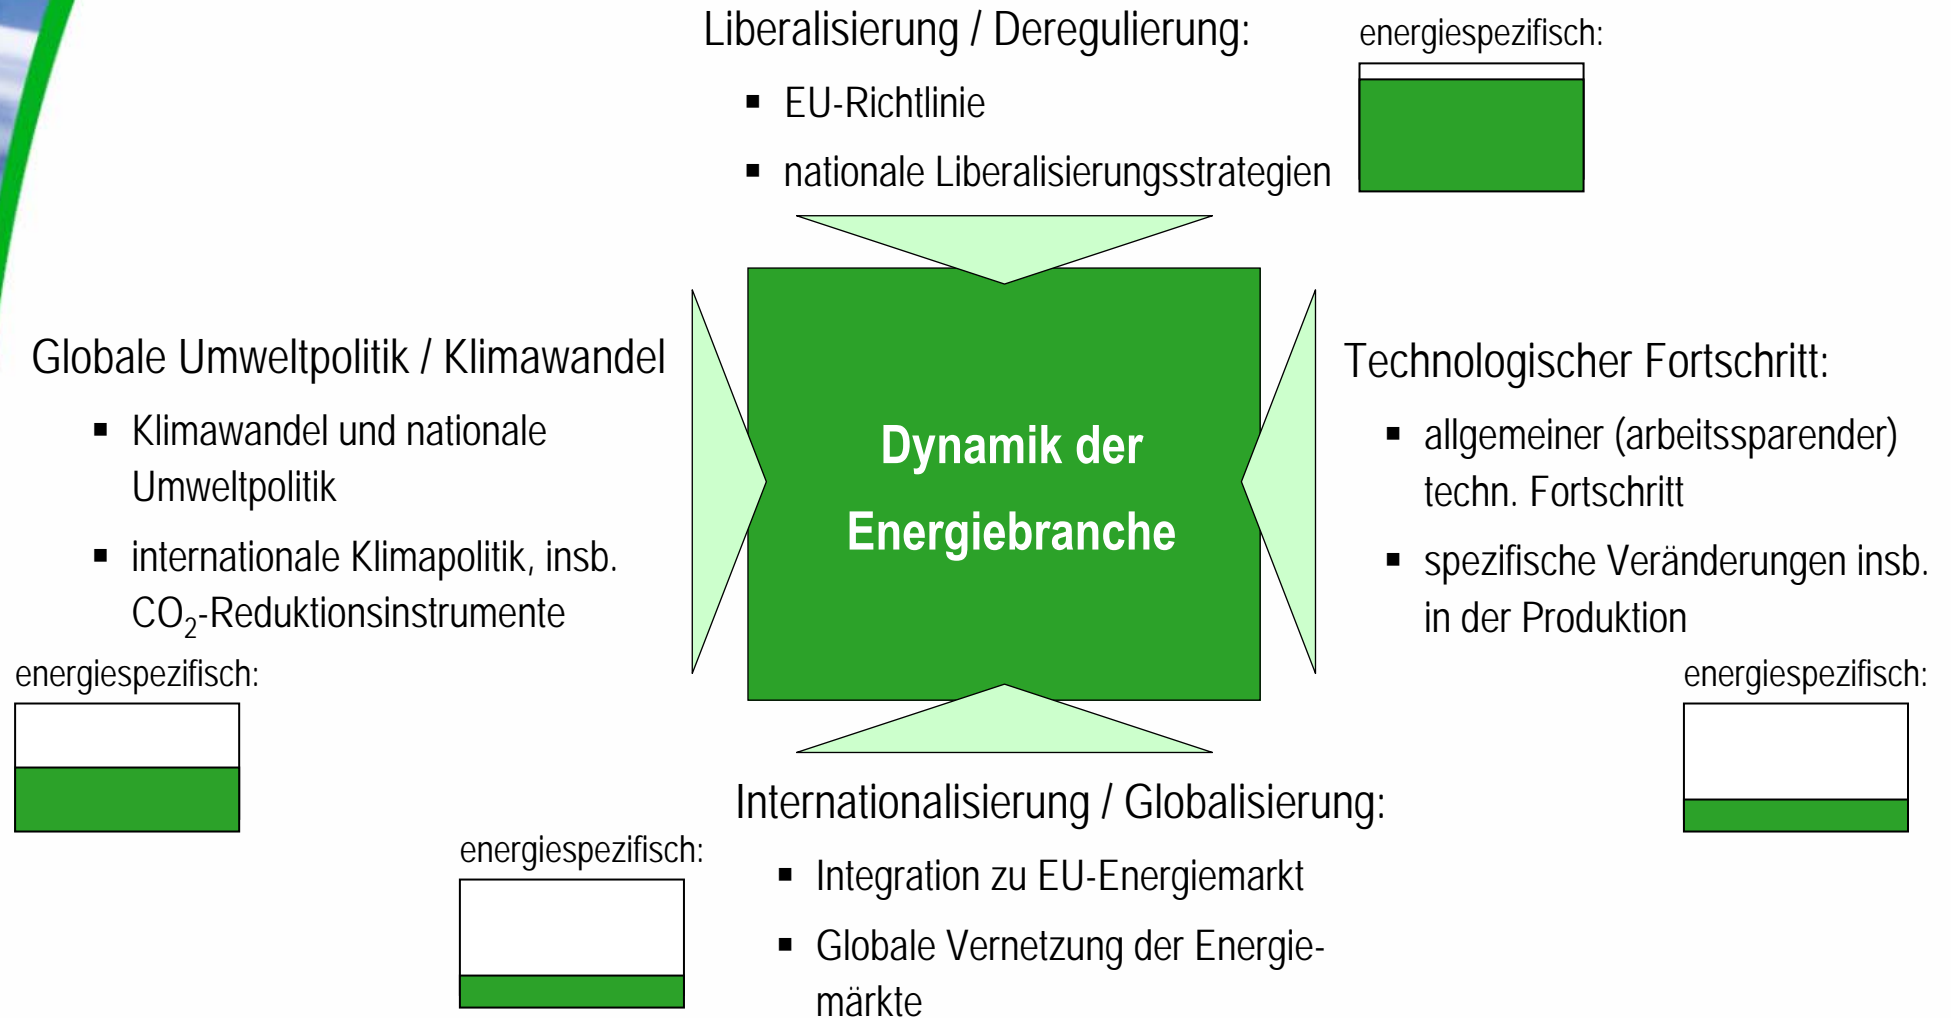 Liberalisierung / Deregulierung:
▪ EU-Richtlinie
▪ nationale Liberalisierungsstrategien
energiespezifisch:
Globale Umweltpolitik / Klimawandel
▪ Klimawandel und nationale
Umweltpolitik
▪ internationale Klimapolitik, insb.
CO₂-Reduktionsinstrumente
energiespezifisch:
Dynamik der
Energiebranche
Technologischer Fortschritt:
▪ allgemeiner (arbeitssparender)
techn. Fortschritt
▪ spezifische Veränderungen insb.
in der Produktion
energiespezifisch:
Internationalisierung / Globalisierung:
▪ Integration zu EU-Energiemarkt
▪ Globale Vernetzung der Energie-
märkte
energiespezifisch: